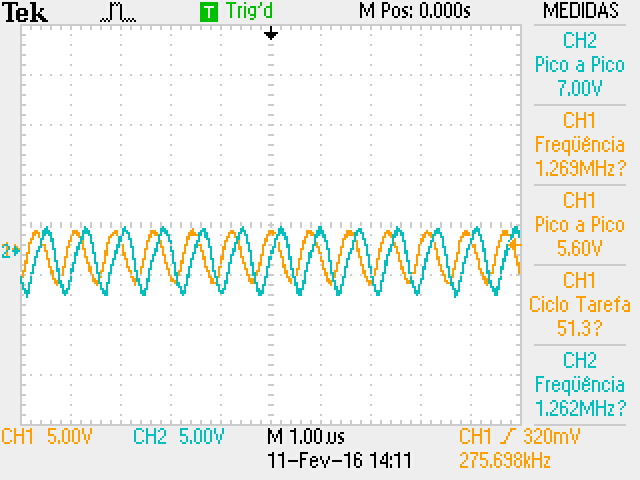 Tek T Trig'd M Pos: 0.000s MEDIDAS
CH2
Pico a Pico
7.00V
CH1
Freqüência
1.269MHz?
CH1
Pico a Pico
5.60V
CH1
Ciclo Tarefa
51.3?
CH2
Freqüência
1.262MHz?
2
CH1 5.00V CH2 5.00V M 1.00us CH1 320mV
11-Fev-16 14:11 275.698kHz